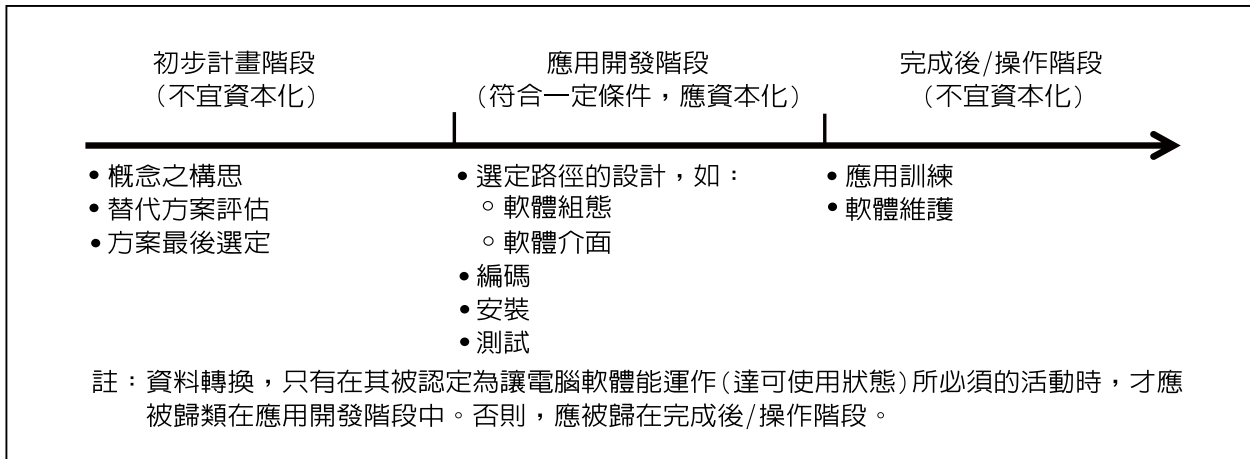 初步計畫階段
(不宜資本化)
應用開發階段
(符合一定條件，應資本化)
完成後/操作階段
(不宜資本化)
•概念之構思
•替代方案評估
•方案最後選定
•選定路徑的設計，如：
○軟體組態
○軟體介面
•編碼
•安裝
•測試
•應用訓練
•軟體維護
註：資料轉換，只有在其被認定為讓電腦軟體能運作(達可使用狀態)所必須的活動時，才應
被歸類在應用開發階段中。否則，應被歸在完成後/操作階段。